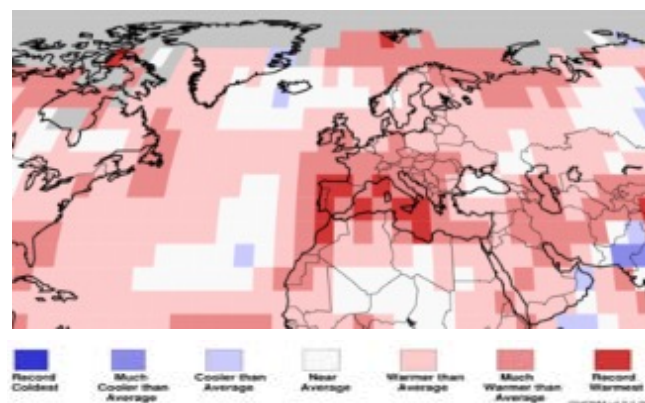 Record Coldest
Much Cooler than Average
Cooler than Average
Near Average
Warmer than Average
Much Warmer than Average
Record Warmest